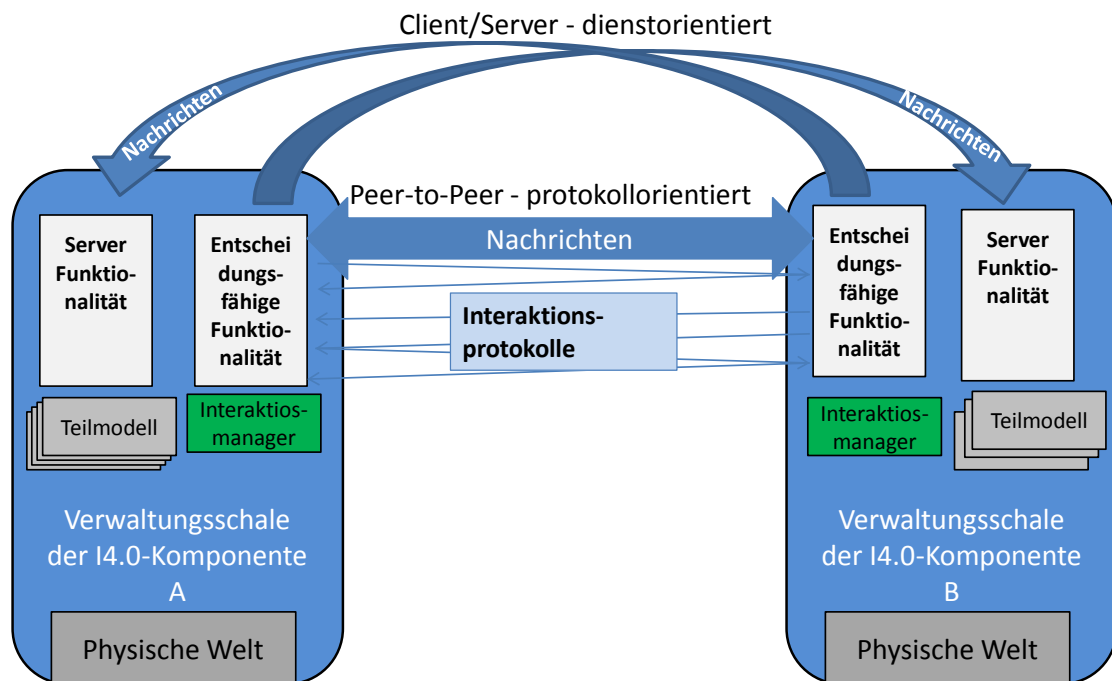 Client/Server - dienstorientiert
Nachrichten
Nachrichten
Peer-to-Peer - protokollorientiert
Nachrichten
Server
Funktio-
nalität
Entschei
dungs-
fähige
Funktio-
nalität
Interaktions-
protokolle
Entschei
dungs-
fähige
Funktio-
nalität
Server
Funktio-
nalität
Teilmodell
Interaktios-
manager
Interaktios-
manager
Teilmodell
Verwaltungsschale
der I4.0-Komponente
A
Verwaltungsschale
der I4.0-Komponente
B
Physische Welt
Physische Welt